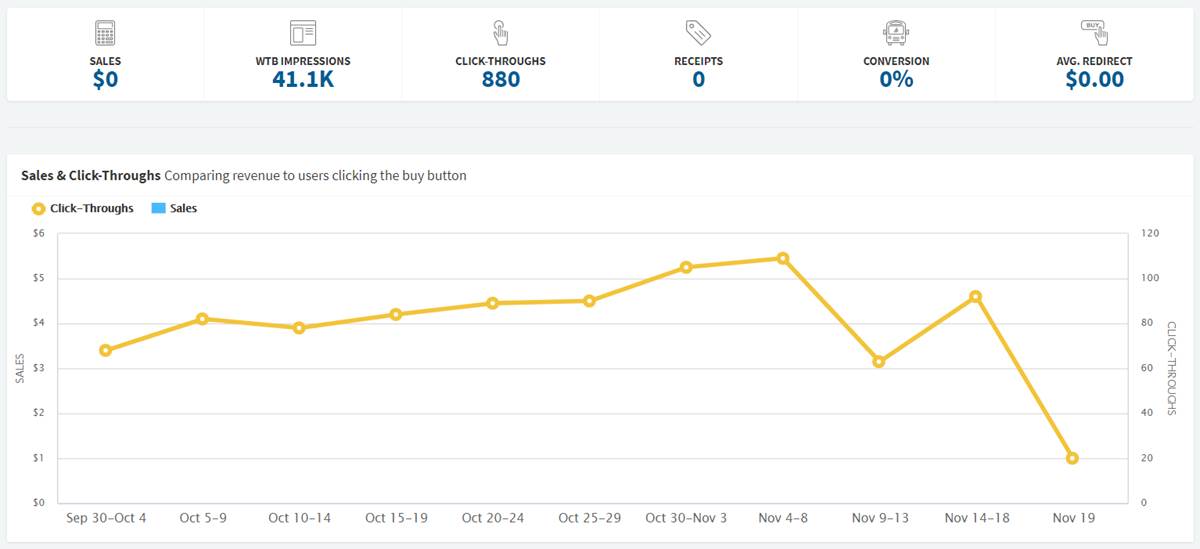 SALES
$0
WTB IMPRESSIONS
41.1K
CLICK-THROUGHS
880
RECEIPTS
0
CONVERSION
0%
BUY
AVG. REDIRECT
$0.00
Sales & Click-Throughs Comparing revenue to users clicking the buy button
Click-Throughs Sales
$6
$5
$4
$3
$2
$1
$0
SALES
120
100
80
60
40
20
0
CLICK-THROUGHS
Sep 30-Oct 4 Oct 5-9 Oct 10-14 Oct 15-19 Oct 20-24 Oct 25-29 Oct 30-Nov 3 Nov 4-8 Nov 9-13 Nov 14-18 Nov 19